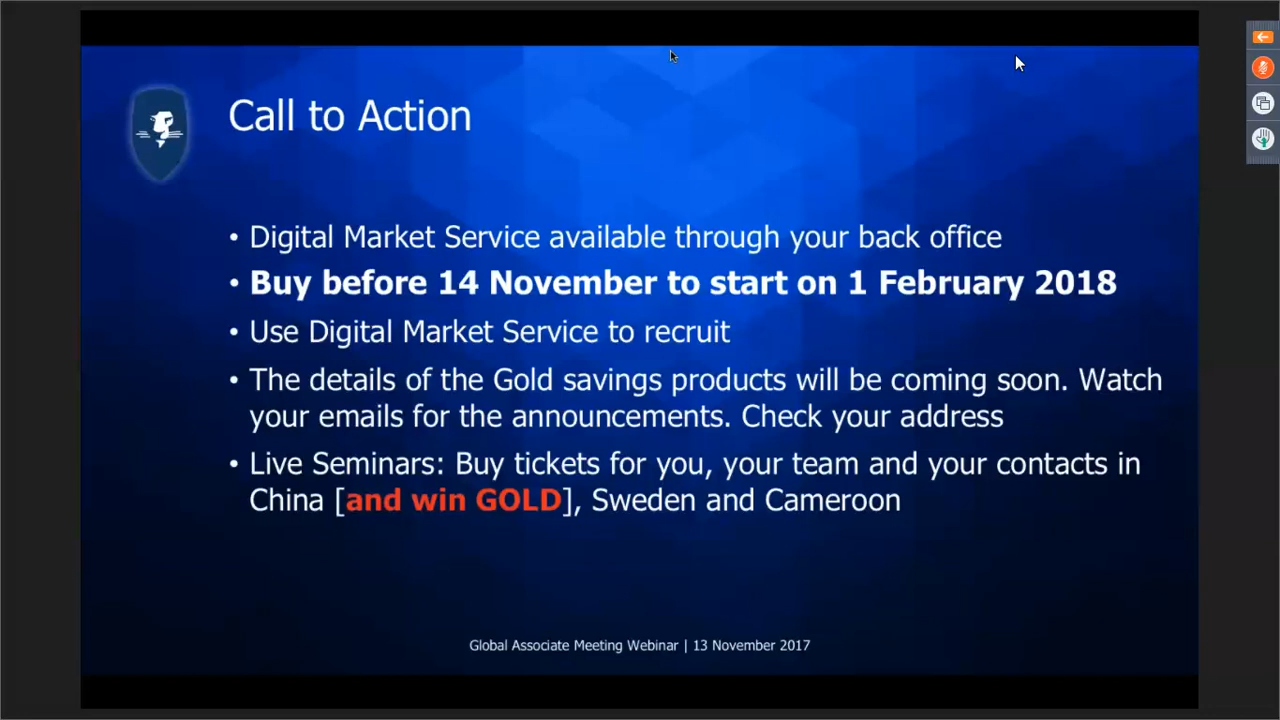 Call to Action
• Digital Market Service available through your back office
• Buy before 14 November to start on 1 February 2018
• Use Digital Market Service to recruit
• The details of the Gold savings products will be coming soon. Watch
your emails for the announcements. Check your address
• Live Seminars: Buy tickets for you, your team and your contacts in
China [and win GOLD], Sweden and Cameroon
Global Associate Meeting Webinar | 13 November 2017